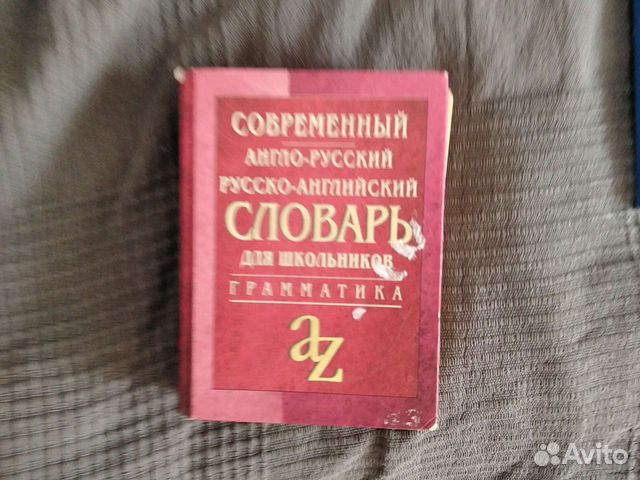 СОВРЕМЕННЫЙ
АНГЛО-РУССКИЙ
РУССКО-АНГЛИЙСКИЙ
СЛОВАРЬ
ДЛЯ ШКОЛЬНИКОВ
ГРАММАТИКА
az
Avito